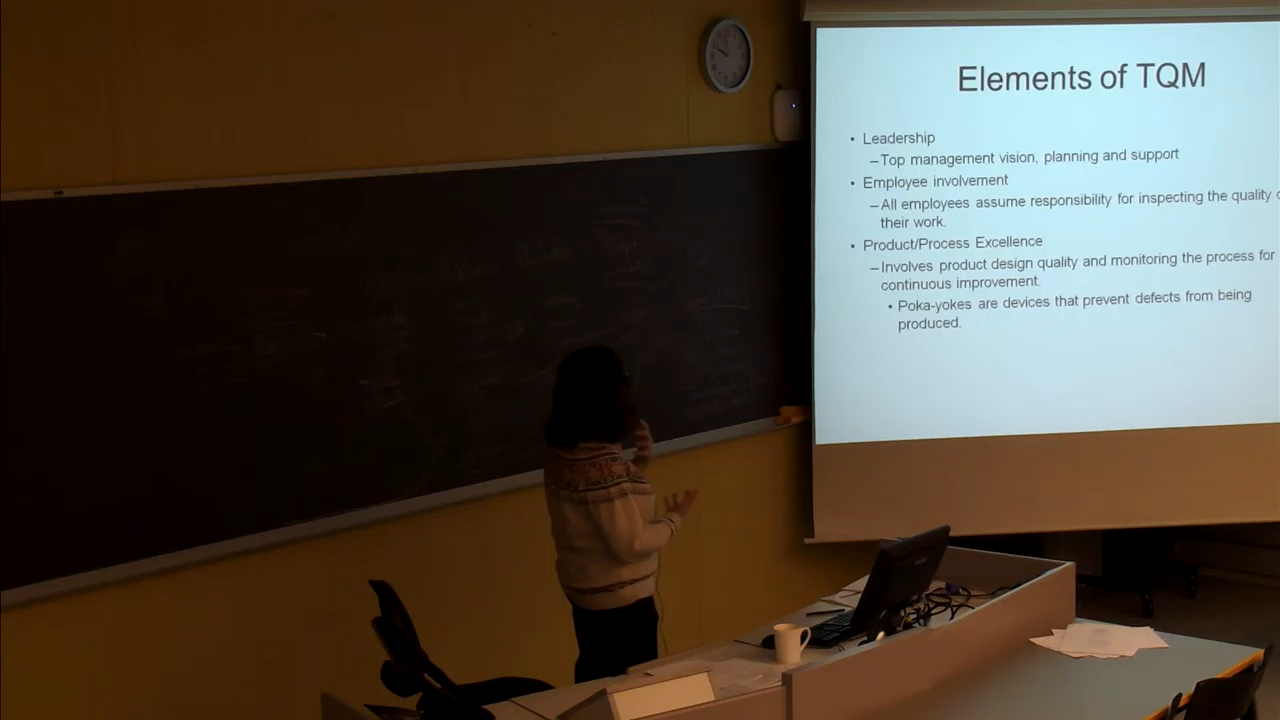 Elements of TQM
• Leadership
–Top management vision, planning and support
• Employee involvement
–All employees assume responsibility for inspecting the quality
their work.
• Product/Process Excellence
–Involves product design quality and monitoring the process for
continuous improvement.
• Poka-yokes are devices that prevent defects from being
produced.